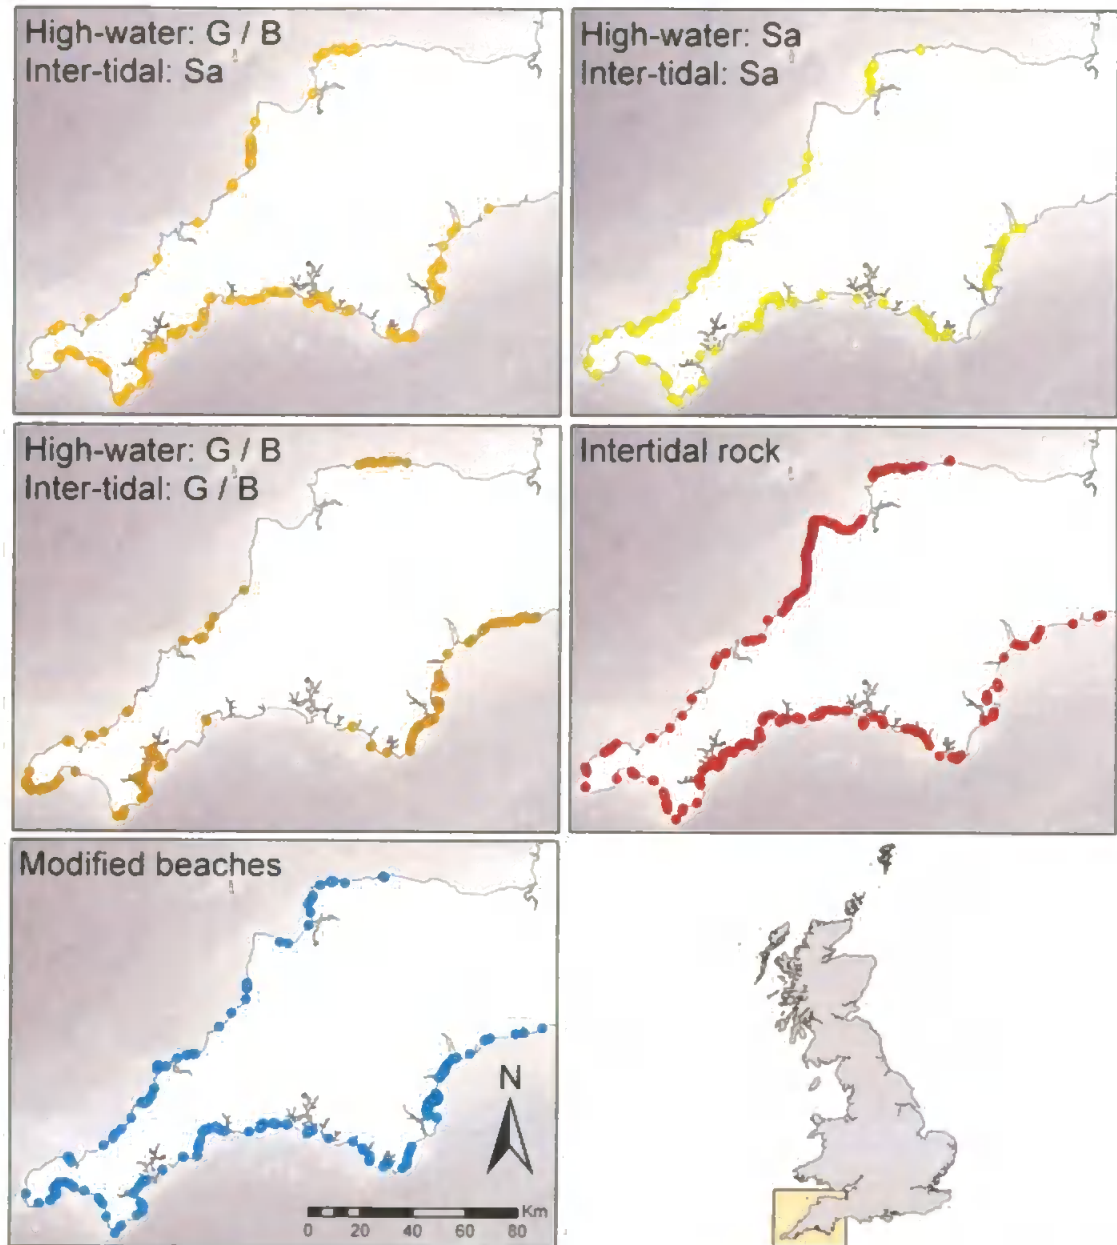 High-water: G / B
Inter-tidal: Sa
High-water: Sa
Inter-tidal: Sa
High-water: G / B
Inter-tidal: G / B
Intertidal rock
Modified beaches
N
Km
0 20 40 60 80